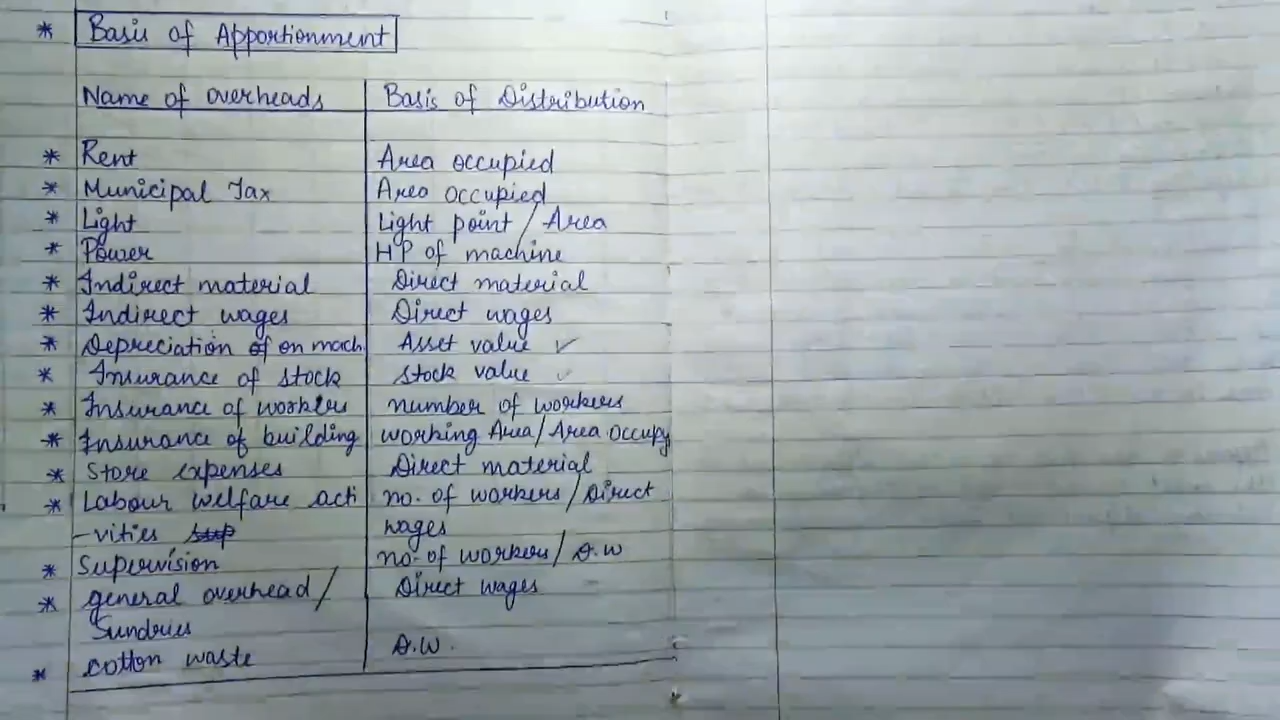 * Basis of Apportionment
Name of overheads Basis of Distribution
* Rent Area occupied
* Municipal Tax Area occupied
* Light Light point / Area
* Power HP of machine
* Indirect material Direct material
* Indirect wages Direct wages
* Depreciation of on mach Asset value ✓
* Insurance of stock stock value ✓
* Insurance of workers number of workers
* Insurance of building working Area/Area occupy
* Store expenses Direct material
* Labour welfare acti no. of workers / Direct
-vities wages
* Supervision no. of workers / D.W
* general overhead / Direct wages
Sundries
* cotton waste D.W.